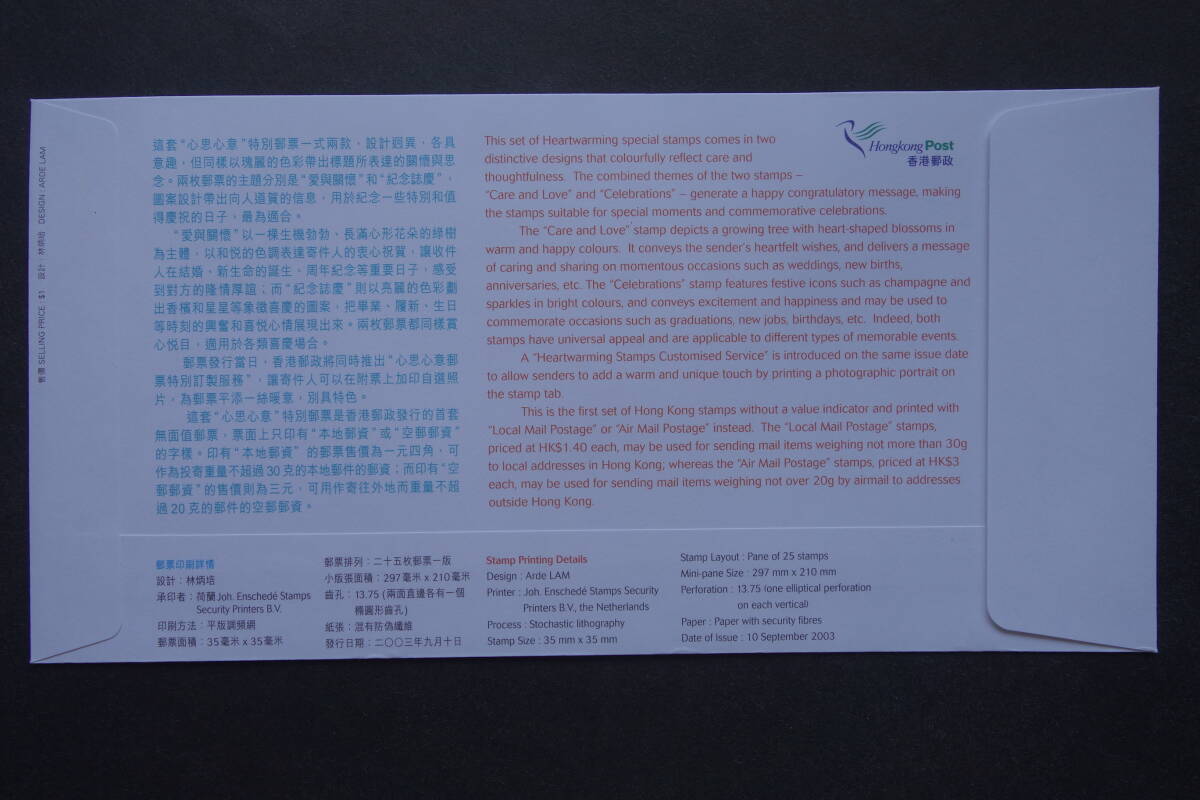 售價 SELLING PRICE : $1 設計 : 林炳培 DESIGN : ARDE LAM
這套“心思心意”特別郵票一式兩款，設計迥異，各具
意趣，但同樣以瑰麗的色彩帶出標題所表達的關懷與思
念。兩枚郵票的主題分別是“愛與關懷”和“紀念誌慶”，
圖案設計帶出向人道賀的信息，用於紀念一些特別和值
得慶祝的日子，最為適合。
“愛與關懷”以一棵生機勃勃、長滿心形花朵的綠樹
為主體，以和悅的色調表達寄件人的衷心祝賀，讓收件
人在結婚、新生命的誕生、周年紀念等重要日子，感受
到對方的隆情厚誼；而“紀念誌慶”則以亮麗的色彩劃
出香檳和星星等象徵喜慶的圖案，把畢業、履新、生日
等時刻的興奮和喜悅心情展現出來。兩枚郵票都同樣賞
心悅目，適用於各類喜慶場合。
郵票發行當日，香港郵政將同時推出“心思心意郵
票特別訂製服務”，讓寄件人可以在附票上加印自選照
片，為郵票平添一絲暖意，別具特色。
這套“心思心意”特別郵票是香港郵政發行的首套
無面值郵票，票面上只印有“本地郵資”或“空郵郵資”
的字樣。印有“本地郵資”的郵票售價為一元四角，可
作為投寄重量不超過30克的本地郵件的郵資；而印有“空
郵郵資”的售價則為三元，可用作寄往外地而重量不超
過20克的郵件的空郵郵資。
This set of Heartwarming special stamps comes in two
distinctive designs that colourfully reflect care and
thoughtfulness. The combined themes of the two stamps –
“Care and Love” and “Celebrations” – generate a happy congratulatory message, making
the stamps suitable for special moments and commemorative celebrations.
The “Care and Love” stamp depicts a growing tree with heart-shaped blossoms in
warm and happy colours. It conveys the sender's heartfelt wishes, and delivers a message
of caring and sharing on momentous occasions such as weddings, new births,
anniversaries, etc. The “Celebrations” stamp features festive icons such as champagne and
sparkles in bright colours, and conveys excitement and happiness and may be used to
commemorate occasions such as graduations, new jobs, birthdays, etc. Indeed, both
stamps have universal appeal and are applicable to different types of memorable events.
A “Heartwarming Stamps Customised Service” is introduced on the same issue date
to allow senders to add a warm and unique touch by printing a photographic portrait on
the stamp tab.
This is the first set of Hong Kong stamps without a value indicator and printed with
“Local Mail Postage” or “Air Mail Postage” instead. The “Local Mail Postage” stamps,
priced at HK$1.40 each, may be used for sending mail items weighing not more than 30g
to local addresses in Hong Kong; whereas the “Air Mail Postage” stamps, priced at HK$3
each, may be used for sending mail items weighing not over 20g by airmail to addresses
outside Hong Kong.
Hongkong Post
香港郵政
郵票印刷詳情
設計：林炳培
承印者：荷蘭Joh. Enschedé Stamps
Security Printers B.V.
印刷方法：平版調頻網
郵票面積：35毫米 x 35毫米
郵票排列：二十五枚郵票一版
小版張面積：297毫米 x 210毫米
齒孔：13.75 (兩面直邊各有一個
橢圓形齒孔)
紙張：混有防偽纖維
發行日期：二〇〇三年九月十日
Stamp Printing Details
Design : Arde LAM
Printer : Joh. Enschedé Stamps Security
Printers B.V., the Netherlands
Process : Stochastic lithography
Stamp Size : 35 mm x 35 mm
Stamp Layout : Pane of 25 stamps
Mini-pane Size : 297 mm x 210 mm
Perforation : 13.75 (one elliptical perforation
on each vertical)
Paper : Paper with security fibres
Date of Issue : 10 September 2003